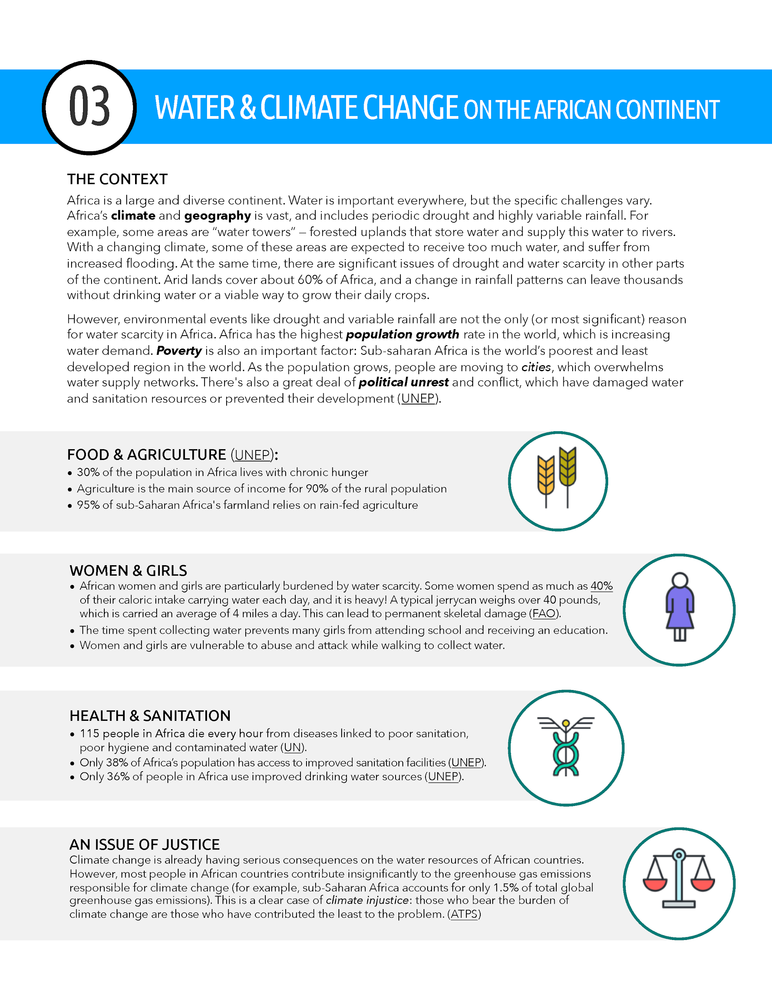 03
WATER & CLIMATE CHANGE ON THE AFRICAN CONTINENT
THE CONTEXT
Africa is a large and diverse continent. Water is important everywhere, but the specific challenges vary.
Africa’s climate and geography is vast, and includes periodic drought and highly variable rainfall. For
example, some areas are “water towers” – forested uplands that store water and supply this water to rivers.
With a changing climate, some of these areas are expected to receive too much water, and suffer from
increased flooding. At the same time, there are significant issues of drought and water scarcity in other parts
of the continent. Arid lands cover about 60% of Africa, and a change in rainfall patterns can leave thousands
without drinking water or a viable way to grow their daily crops.
However, environmental events like drought and variable rainfall are not the only (or most significant) reason
for water scarcity in Africa. Africa has the highest population growth rate in the world, which is increasing
water demand. Poverty is also an important factor: Sub-saharan Africa is the world’s poorest and least
developed region in the world. As the population grows, people are moving to cities, which overwhelms
water supply networks. There's also a great deal of political unrest and conflict, which have damaged water
and sanitation resources or prevented their development (UNEP).
FOOD & AGRICULTURE (UNEP):
• 30% of the population in Africa lives with chronic hunger
• Agriculture is the main source of income for 90% of the rural population
• 95% of sub-Saharan Africa's farmland relies on rain-fed agriculture
WOMEN & GIRLS
• African women and girls are particularly burdened by water scarcity. Some women spend as much as 40%
of their caloric intake carrying water each day, and it is heavy! A typical jerrycan weighs over 40 pounds,
which is carried an average of 4 miles a day. This can lead to permanent skeletal damage (FAO).
• The time spent collecting water prevents many girls from attending school and receiving an education.
• Women and girls are vulnerable to abuse and attack while walking to collect water.
HEALTH & SANITATION
• 115 people in Africa die every hour from diseases linked to poor sanitation,
poor hygiene and contaminated water (UN).
• Only 38% of Africa’s population has access to improved sanitation facilities (UNEP).
• Only 36% of people in Africa use improved drinking water sources (UNEP).
AN ISSUE OF JUSTICE
Climate change is already having serious consequences on the water resources of African countries.
However, most people in African countries contribute insignificantly to the greenhouse gas emissions
responsible for climate change (for example, sub-Saharan Africa accounts for only 1.5% of total global
greenhouse gas emissions). This is a clear case of climate injustice: those who bear the burden of
climate change are those who have contributed the least to the problem. (ATPS)